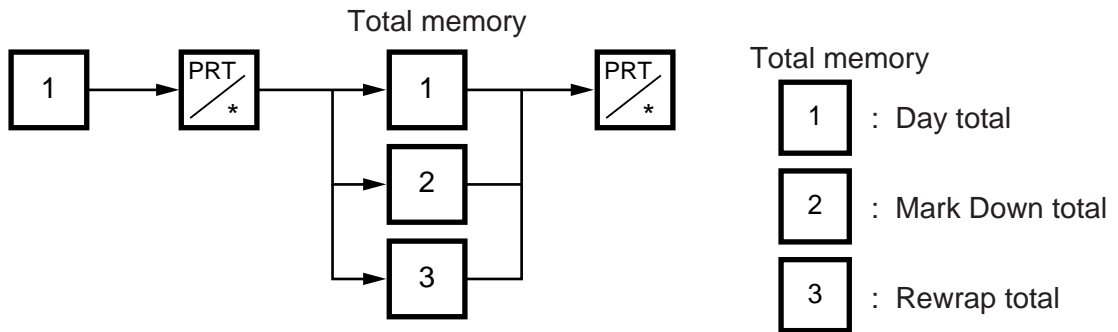 Total memory
1
PRT
*
1
PRT
*
2
3
Total memory
1 : Day total
2 : Mark Down total
3 : Rewrap total